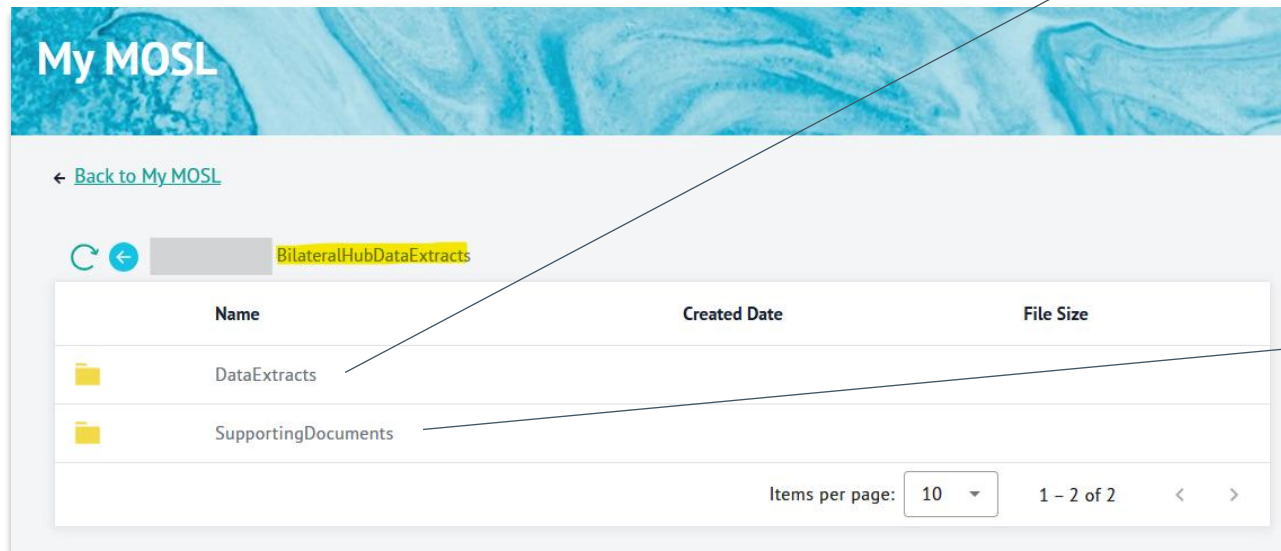 My MOSL
← Back to My MOSL
BilateralHubDataExtracts
Name Created Date File Size
DataExtracts
SupportingDocuments
Items per page: 10 1 – 2 of 2 < >